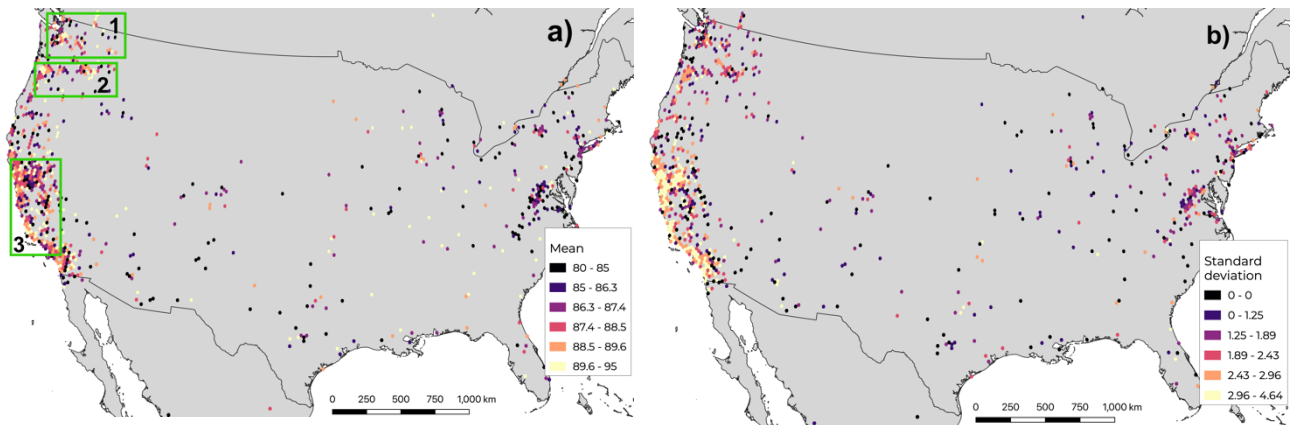 a)
1
2
3
Mean
80 - 85
85 - 86.3
86.3 - 87.4
87.4 - 88.5
88.5 - 89.6
89.6 - 95
0 250 500 750 1,000 km
b)
Standard
deviation
0 - 0
0 - 1.25
1.25 - 1.89
1.89 - 2.43
2.43 - 2.96
2.96 - 4.64
0 250 500 750 1,000 km